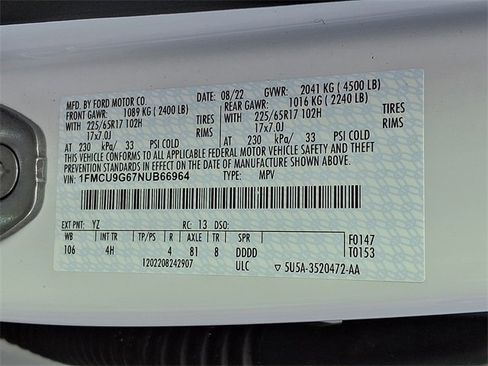 MFD. BY FORD MOTOR CO. 08/22 GVWR: 2041 KG ( 4500 LB)
FRONT GAWR: 1089 KG ( 2400 LB) REAR GAWR: 1016 KG ( 2240 LB)
WITH 225/65R17 102H TIRES WITH 225/65R17 102H TIRES
17x7.0J RIMS 17x7.0J RIMS
AT 230 kPa/ 33 PSI COLD AT 230 kPa/ 33 PSI COLD
THIS VEHICLE CONFORMS TO ALL APPLICABLE FEDERAL MOTOR VEHICLE SAFETY AND THEFT
PREVENTION STANDARDS IN EFFECT ON THE DATE OF MANUFACTURE SHOWN ABOVE.
VIN: 1FMCU9G67NUB66964 TYPE: MPV
EXT PNT: YZ RC: 13 DSO:
WB INT TR TP/PS R AXLE TR SPR F0147
106 4H 4 81 8 DDDD T0153
1202208242907 ULC 5U5A-3520472-AA